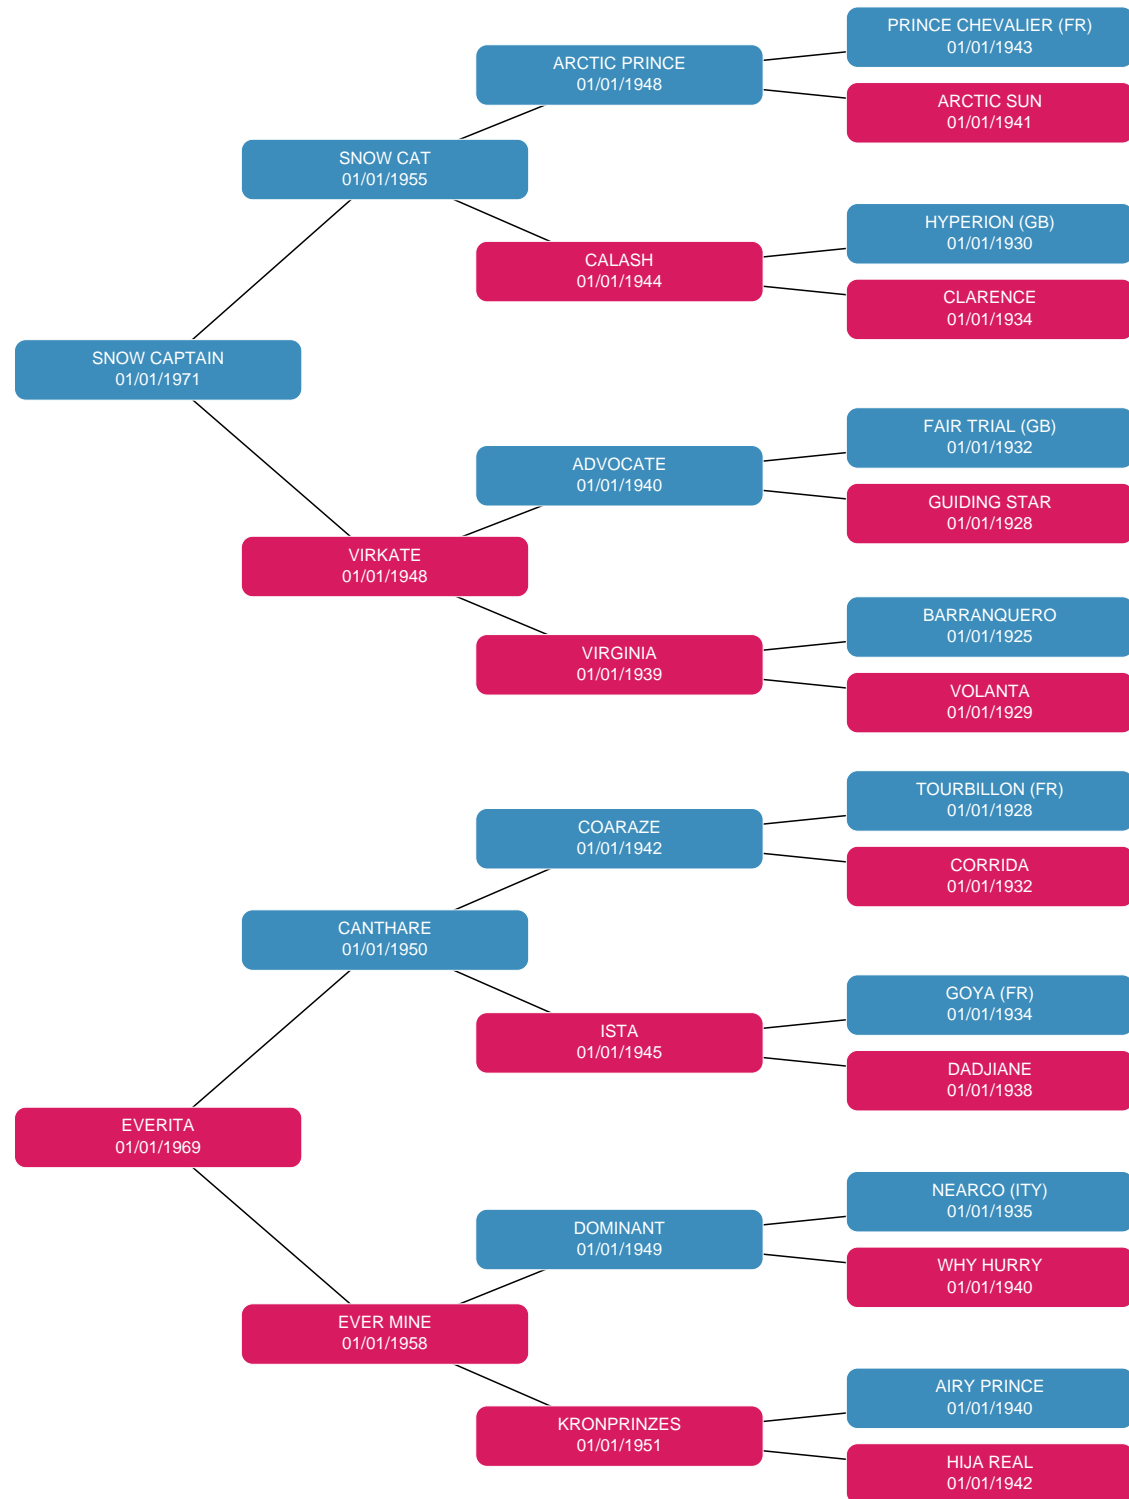 PRINCE CHEVALIER (FR)
01/01/1943
ARCTIC PRINCE
01/01/1948
ARCTIC SUN
01/01/1941
SNOW CAT
01/01/1955
HYPERION (GB)
01/01/1930
CALASH
01/01/1944
CLARENCE
01/01/1934
SNOW CAPTAIN
01/01/1971
FAIR TRIAL (GB)
01/01/1932
ADVOCATE
01/01/1940
GUIDING STAR
01/01/1928
VIRKATE
01/01/1948
BARRANQUERO
01/01/1925
VIRGINIA
01/01/1939
VOLANTA
01/01/1929
TOURBILLON (FR)
01/01/1928
COARAZE
01/01/1942
CORRIDA
01/01/1932
CANTHARE
01/01/1950
GOYA (FR)
01/01/1934
ISTA
01/01/1945
DADJIANE
01/01/1938
EVERITA
01/01/1969
NEARCO (ITY)
01/01/1935
DOMINANT
01/01/1949
WHY HURRY
01/01/1940
EVER MINE
01/01/1958
AIRY PRINCE
01/01/1940
KRONPRINZES
01/01/1951
HIJA REAL
01/01/1942